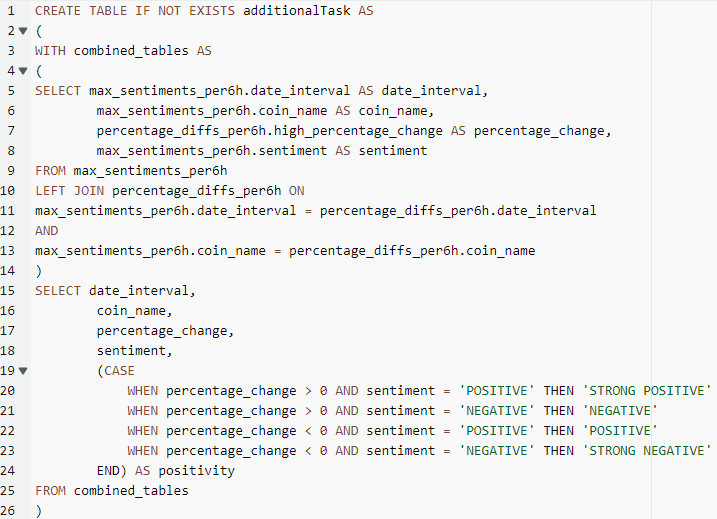 1 CREATE TABLE IF NOT EXISTS additionalTask AS
2 (
3 WITH combined_tables AS
4 (
5 SELECT max_sentiments_per6h.date_interval AS date_interval,
6         max_sentiments_per6h.coin_name AS coin_name,
7         percentage_diffs_per6h.high_percentage_change AS percentage_change,
8         max_sentiments_per6h.sentiment AS sentiment
9 FROM max_sentiments_per6h
10 LEFT JOIN percentage_diffs_per6h ON
11 max_sentiments_per6h.date_interval = percentage_diffs_per6h.date_interval
12 AND
13 max_sentiments_per6h.coin_name = percentage_diffs_per6h.coin_name
14 )
15 SELECT date_interval,
16         coin_name,
17         percentage_change,
18         sentiment,
19         (CASE
20             WHEN percentage_change > 0 AND sentiment = 'POSITIVE' THEN 'STRONG POSITIVE'
21             WHEN percentage_change > 0 AND sentiment = 'NEGATIVE' THEN 'NEGATIVE'
22             WHEN percentage_change < 0 AND sentiment = 'POSITIVE' THEN 'POSITIVE'
23             WHEN percentage_change < 0 AND sentiment = 'NEGATIVE' THEN 'STRONG NEGATIVE'
24         END) AS positivity
25 FROM combined_tables
26 )